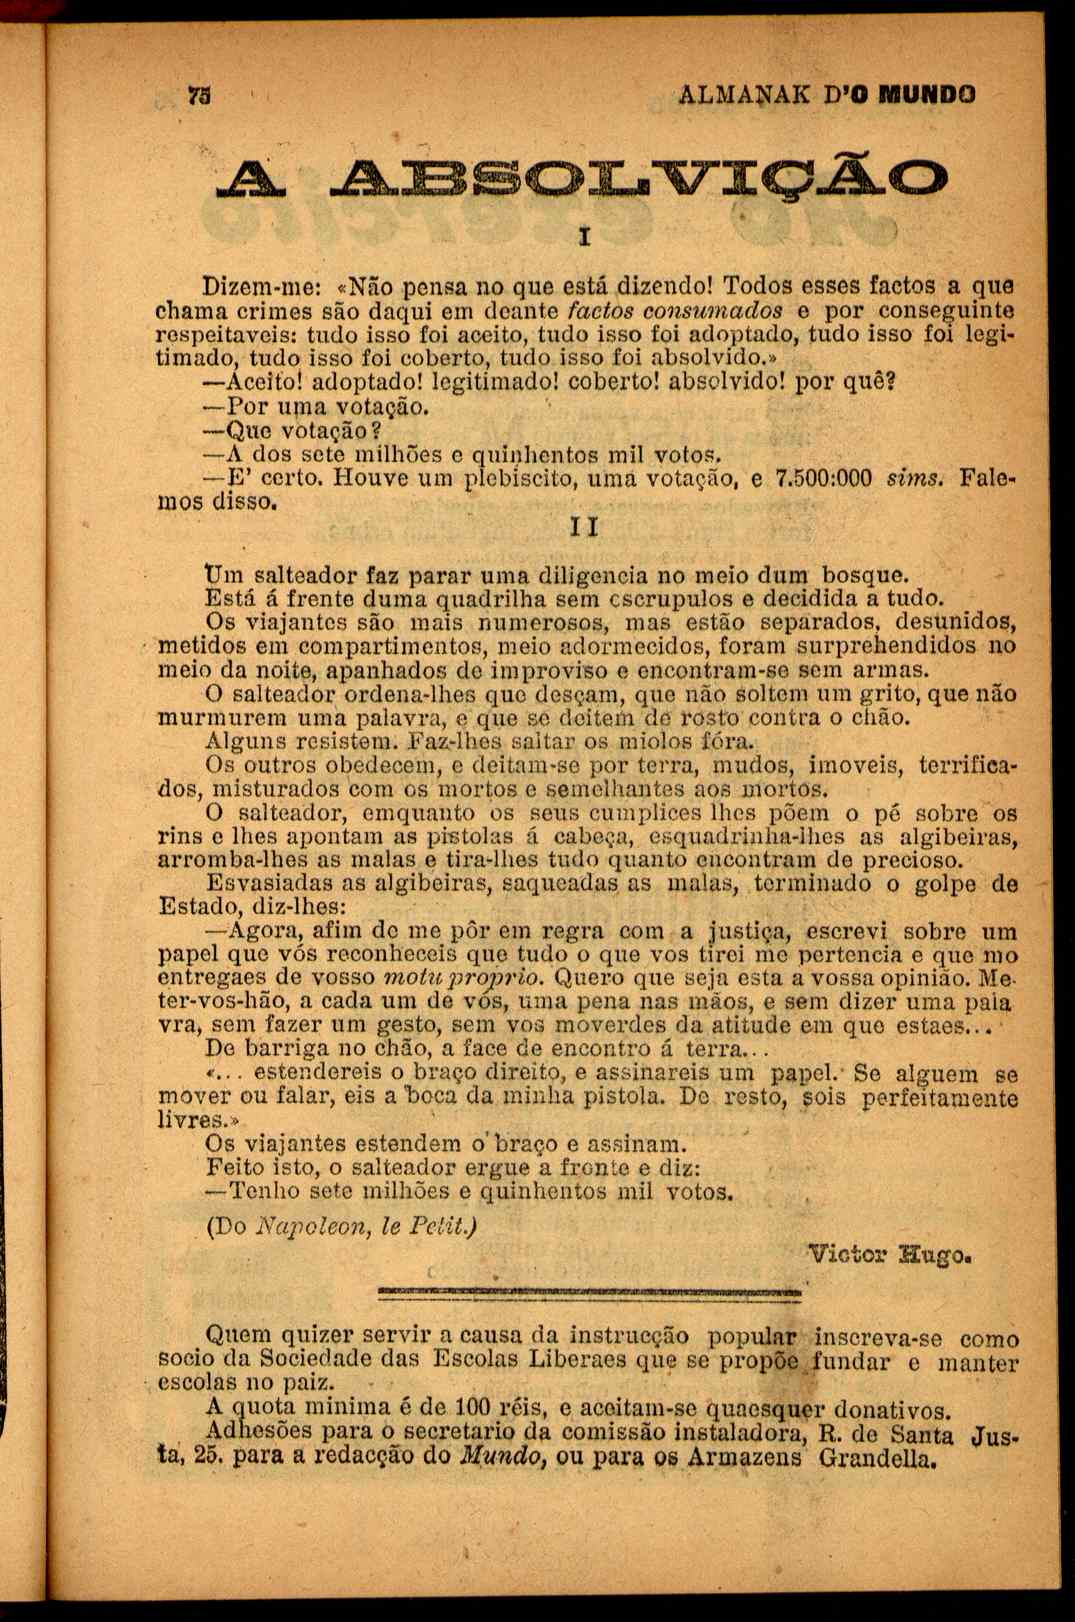 75 ALMANAK D'O MUNDO
A ABSOLVIÇÃO
I
Dizem-me: «Não pensa no que está dizendo! Todos esses factos a que
chama crimes são daqui em deante factos consumados e por conseguinte
respeitaveis: tudo isso foi aceito, tudo isso foi adoptado, tudo isso foi legi-
timado, tudo isso foi coberto, tudo isso foi absolvido.»
—Aceito! adoptado! legitimado! coberto! absolvido! por quê?
—Por uma votação.
—Que votação?
—A dos sete milhões e quinhentos mil votos.
—E' certo. Houve um plebiscito, uma votação, e 7.500:000 sims. Fale-
mos disso.
II
Um salteador faz parar uma diligencia no meio dum bosque.
Está á frente duma quadrilha sem escrupulos e decidida a tudo.
Os viajantes são mais numerosos, mas estão separados, desunidos,
metidos em compartimentos, meio adormecidos, foram surprehendidos no
meio da noite, apanhados de improviso e encontram-se sem armas.
O salteador ordena-lhes que desçam, que não soltem um grito, que não
murmurem uma palavra, e que se deitem de rosto contra o chão.
Alguns resistem. Faz-lhes saltar os miolos fóra.
Os outros obedecem, e deitam-se por terra, mudos, imoveis, terrifica-
dos, misturados com os mortos e semelhantes aos mortos.
O salteador, emquanto os seus cumplices lhes põem o pé sobre os
rins e lhes apontam as pistolas á cabeça, esquadrinha-lhes as algibeiras,
arromba-lhes as malas e tira-lhes tudo quanto encontram de precioso.
Esvasiadas as algibeiras, saqueadas as malas, terminado o golpe de
Estado, diz-lhes:
—Agora, afim de me pôr em regra com a justiça, escrevi sobre um
papel que vós reconheceis que tudo o que vos tirei me pertencia e que mo
entregaes de vosso motu proprio. Quero que seja esta a vossa opinião. Me-
ter-vos-hão, a cada um de vós, uma pena nas mãos, e sem dizer uma pala
vra, sem fazer um gesto, sem vos moverdes da atitude em que estaes...
De barriga no chão, a face de encontro á terra...
«... estendereis o braço direito, e assinareis um papel. Se alguem se
mover ou falar, eis a boca da minha pistola. De resto, sois perfeitamente
livres.»
Os viajantes estendem o braço e assinam.
Feito isto, o salteador ergue a fronte e diz:
—Tenho sete milhões e quinhentos mil votos.
(Do Napoleon, le Petit.)
Victor Hugo.
Quem quizer servir a causa da instrucção popular inscreva-se como
socio da Sociedade das Escolas Liberaes que se propõe fundar e manter
escolas no paiz.
A quota minima é de 100 réis, e aceitam-se quaesquer donativos.
Adhesões para o secretario da comissão instaladora, R. de Santa Jus-
ta, 25. para a redacção do Mundo, ou para os Armazens Grandella.